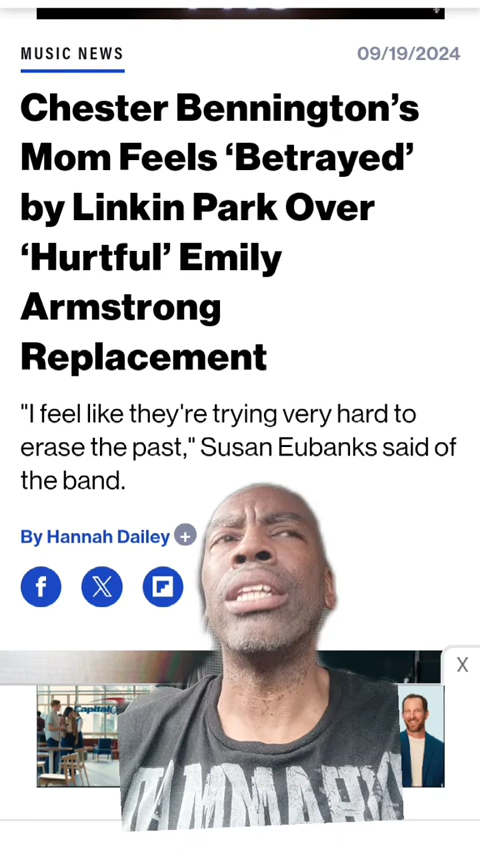 MUSIC NEWS
09/19/2024
Chester Bennington's
Mom Feels ‘Betrayed’
by Linkin Park Over
‘Hurtful’ Emily
Armstrong
Replacement
"I feel like they're trying very hard to
erase the past," Susan Eubanks said of
the band.
By Hannah Dailey +
f
X
X
Capital